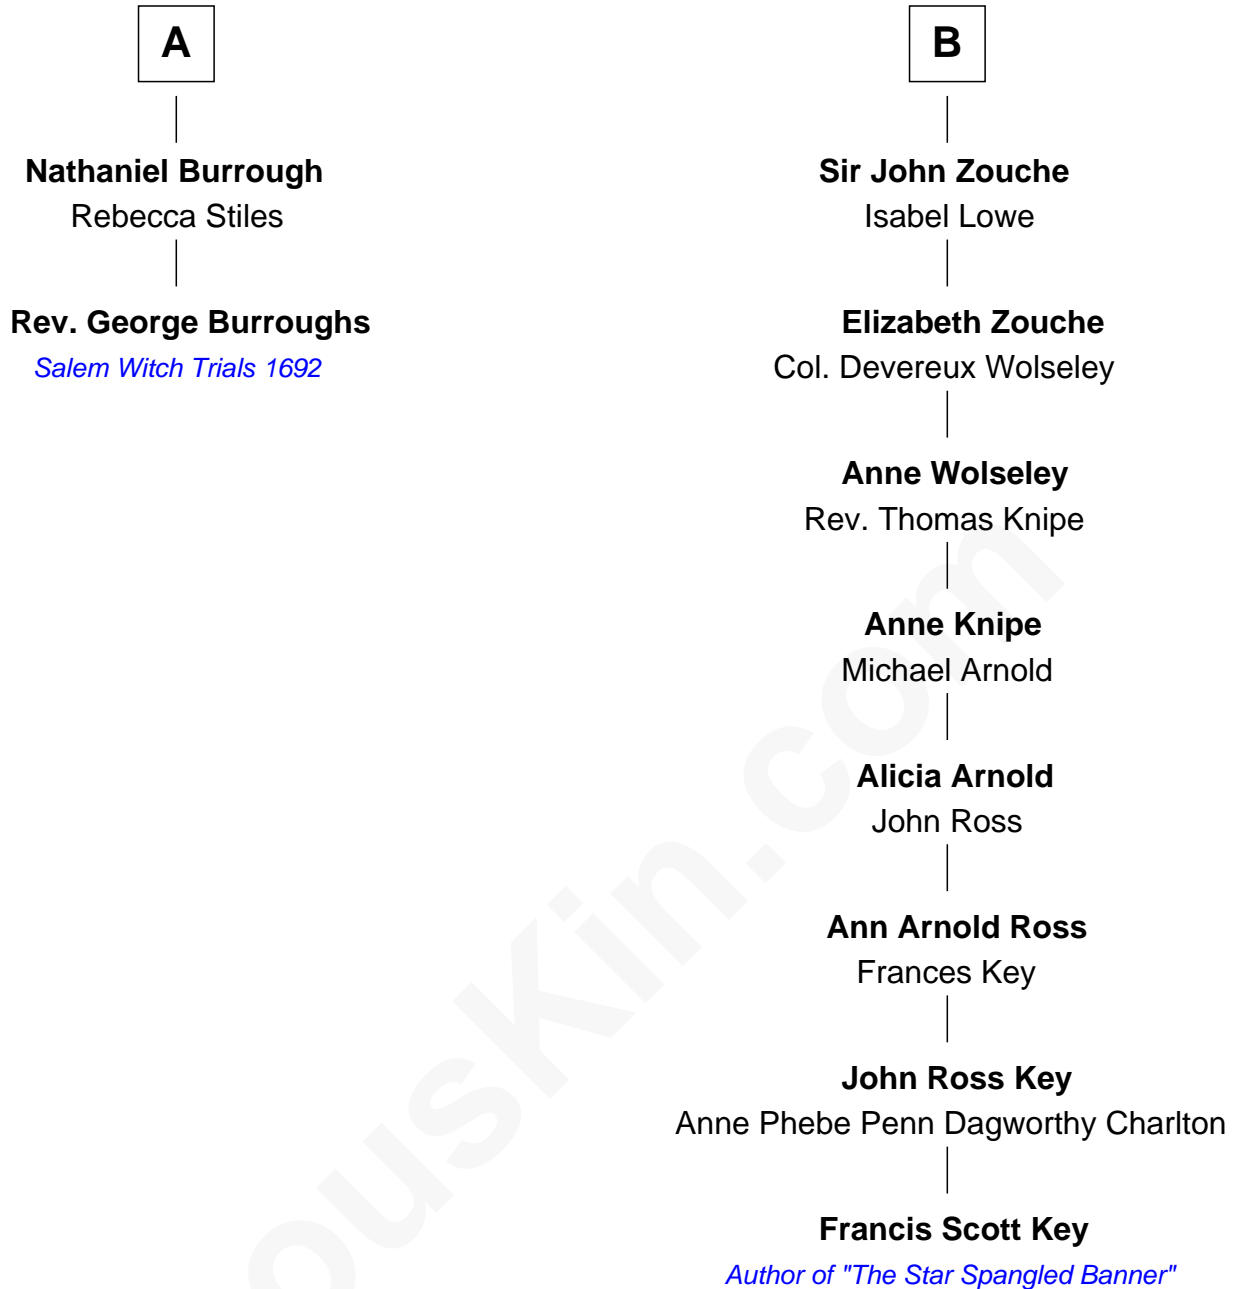 A
Nathaniel Burrough
Rebecca Stiles
Rev. George Burroughs
Salem Witch Trials 1692
B
Sir John Zouche
Isabel Lowe
Elizabeth Zouche
Col. Devereux Wolseley
Anne Wolseley
Rev. Thomas Knipe
Anne Knipe
Michael Arnold
Alicia Arnold
John Ross
Ann Arnold Ross
Frances Key
John Ross Key
Anne Phebe Penn Dagworthy Charlton
Francis Scott Key
Author of "The Star Spangled Banner"
ousKin.com